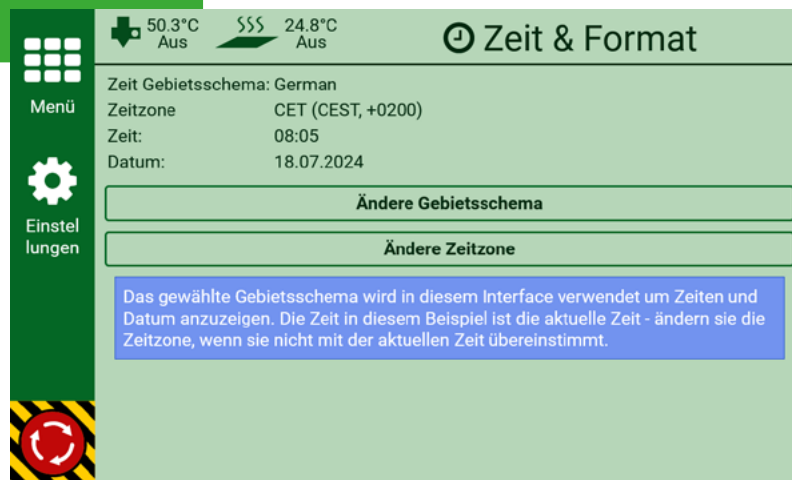 50.3°C
Aus
24.8°C
Aus
Zeit & Format
Menü
Einstel
lungen
Zeit Gebietsschema: German
Zeitzone CET (CEST, +0200)
Zeit: 08:05
Datum: 18.07.2024
Ändere Gebietsschema
Ändere Zeitzone
Das gewählte Gebietsschema wird in diesem Interface verwendet um Zeiten und
Datum anzuzeigen. Die Zeit in diesem Beispiel ist die aktuelle Zeit - ändern sie die
Zeitzone, wenn sie nicht mit der aktuellen Zeit übereinstimmt.